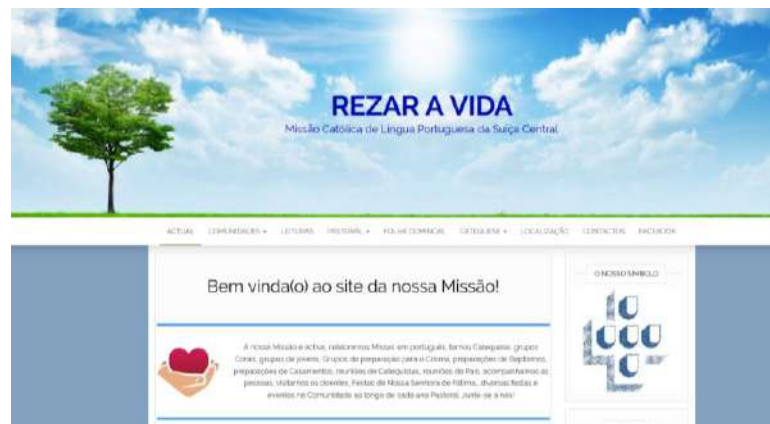 REZAR A VIDA
Missão Católica de Língua Portuguesa da Suiça Central
ACTUAL COMUNIDADES LEITURAS PASTORAL FOLHA DOMINICAL CATEQUESE LOCALIZAÇÃO CONTACTOS FACEBOOK
Bem vinda(o) ao site da nossa Missão!
O NOSSO SÍMBOLO
A nossa Missão é activa, celebramos Missas em português, temos Catequese, grupos
Corais, grupos de jovens, Grupos de preparação para o Crisma, preparações de Baptismos,
preparações de Casamentos, reuniões de Catequistas, reuniões de Pais, acompanhamos as
pessoas, visitamos os doentes, Festas de Nossa Senhora de Fátima, diversas festas e
eventos na Comunidade ao longo de cada ano Pastoral. Junte-se a nós!